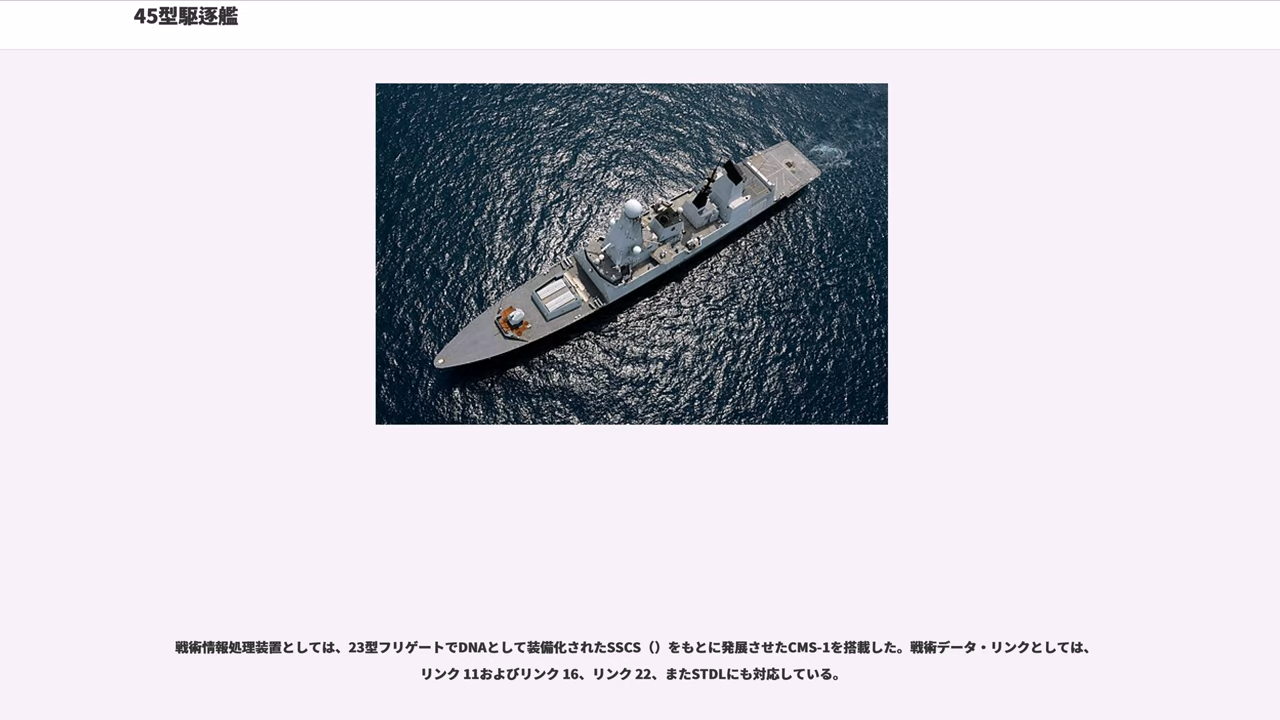 45型駆逐艦
戦術情報処理装置としては、23型フリゲートでDNAとして装備化されたSSCS（）をもとに発展させたCMS-1を搭載した。戦術データ・リンクとしては、
リンク 11およびリンク 16、リンク 22、またSTDLにも対応している。